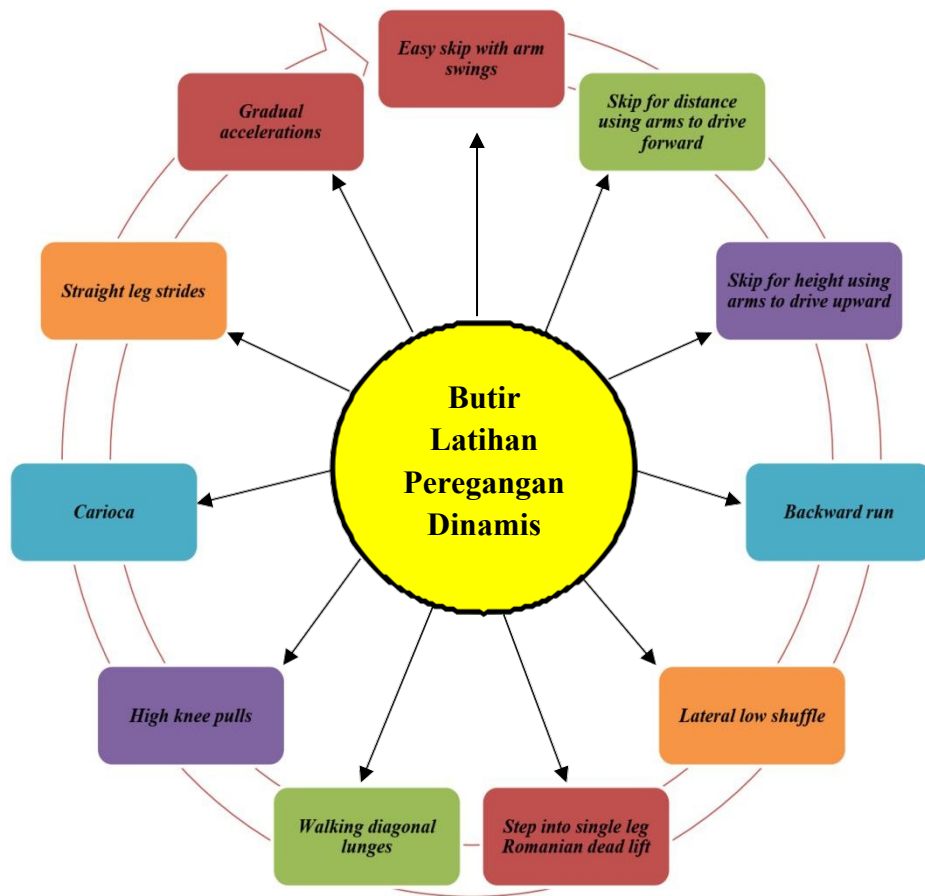 Easy skip with arm
swings
Skip for distance
using arms to drive
forward
Skip for height using
arms to drive upward
Backward run
Lateral low shuffle
Step into single leg
Romanian dead lift
Walking diagonal
lunges
High knee pulls
Carioca
Straight leg strides
Gradual
accelerations
Butir
Latihan
Peregangan
Dinamis